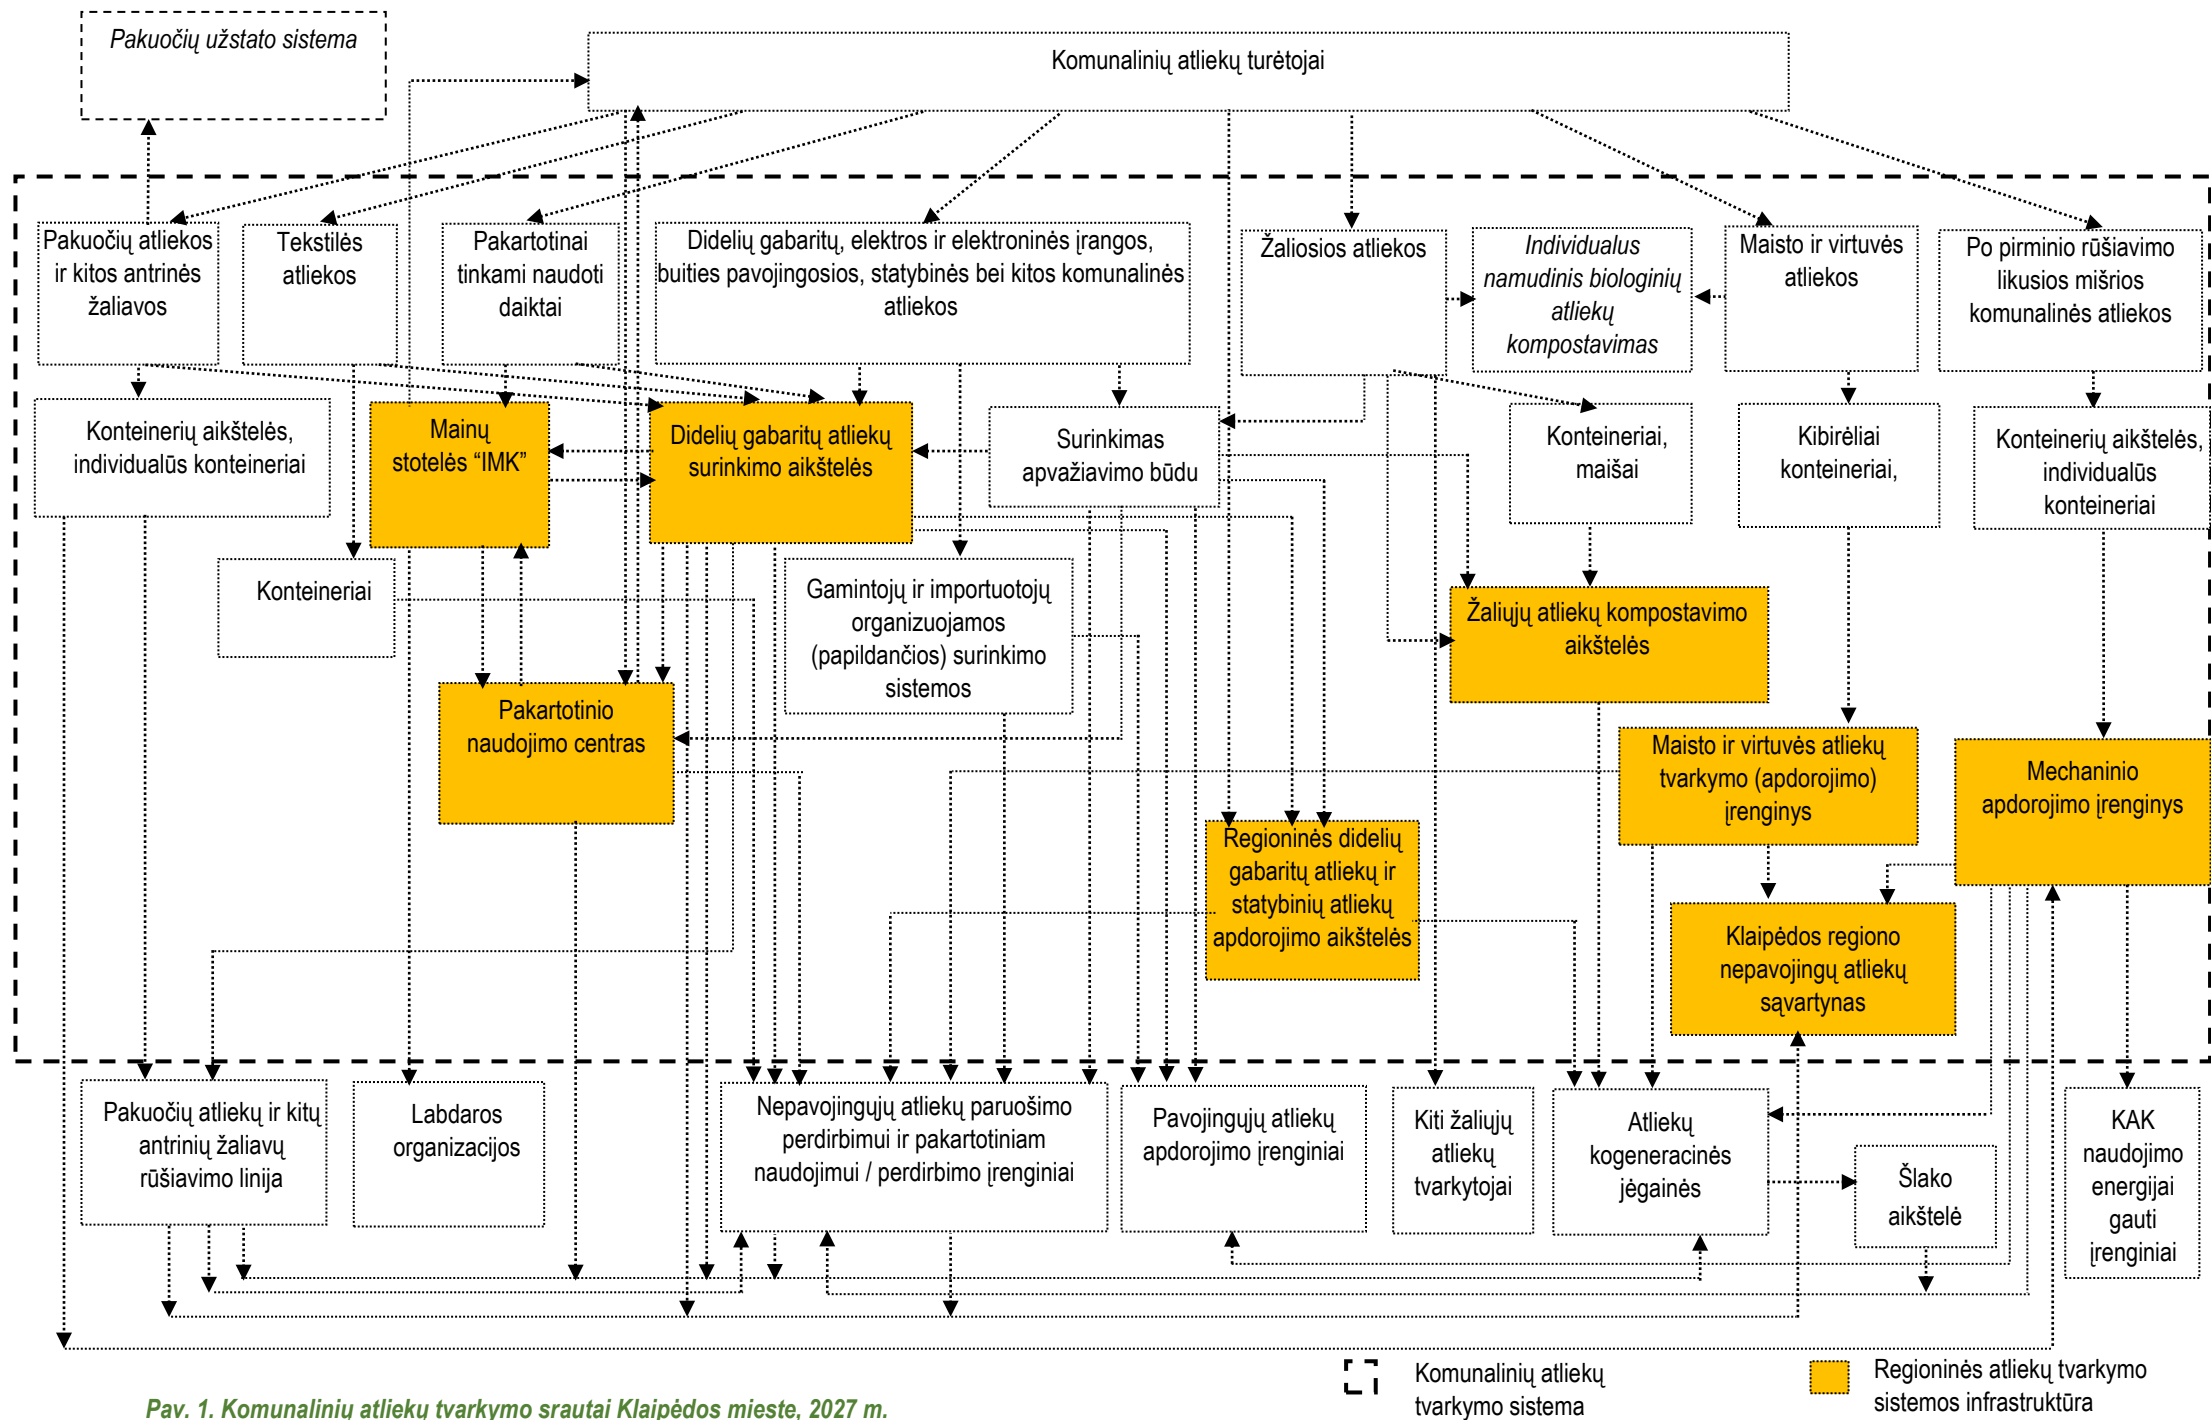 Pakuočių užstato sistema
Komunalinių atliekų turėtojai
Pakuočių atliekos
ir kitos antrinės
žaliavos
Tekstilės
atliekos
Pakartotinai
tinkami naudoti
daiktai
Didelių gabaritų, elektros ir elektroninės įrangos,
buities pavojingosios, statybinės bei kitos komunalinės
atliekos
Žaliosios atliekos
Individualus
namudinis biologinių
atliekų
kompostavimas
Maisto ir virtuvės
atliekos
Po pirminio rūšiavimo
likusios mišrios
komunalinės atliekos
Konteinerių aikštelės,
individualūs konteineriai
Mainų
stotelės “IMK”
Didelių gabaritų atliekų
surinkimo aikštelės
Surinkimas
apvažiavimo būdu
Konteineriai,
maišai
Kibirėliai
konteineriai,
Konteinerių aikštelės,
individualūs
konteineriai
Konteineriai
Gamintojų ir importuotojų
organizuojamos
(papildančios) surinkimo
sistemos
Žaliųjų atliekų kompostavimo
aikštelės
Pakartotinio
naudojimo centras
Maisto ir virtuvės atliekų
tvarkymo (apdorojimo)
įrenginys
Mechaninio
apdorojimo įrenginys
Regioninės didelių
gabaritų atliekų ir
statybinių atliekų
apdorojimo aikštelės
Klaipėdos regiono
nepavojingų atliekų
sąvartynas
Pakuočių atliekų ir kitų
antrinių žaliavų
rūšiavimo linija
Labdaros
organizacijos
Nepavojingųjų atliekų paruošimo
perdirbimui ir pakartotiniam
naudojimui / perdirbimo įrenginiai
Pavojingųjų atliekų
apdorojimo įrenginiai
Kiti žaliųjų
atliekų
tvarkytojai
Atliekų
kogeneracinės
jėgainės
Šlako
aikštelė
KAK
naudojimo
energijai
gauti
įrenginiai
Komunalinių atliekų
tvarkymo sistema
Regioninės atliekų tvarkymo
sistemos infrastruktūra
Pav. 1. Komunalinių atliekų tvarkymo srautai Klaipėdos mieste, 2027 m.